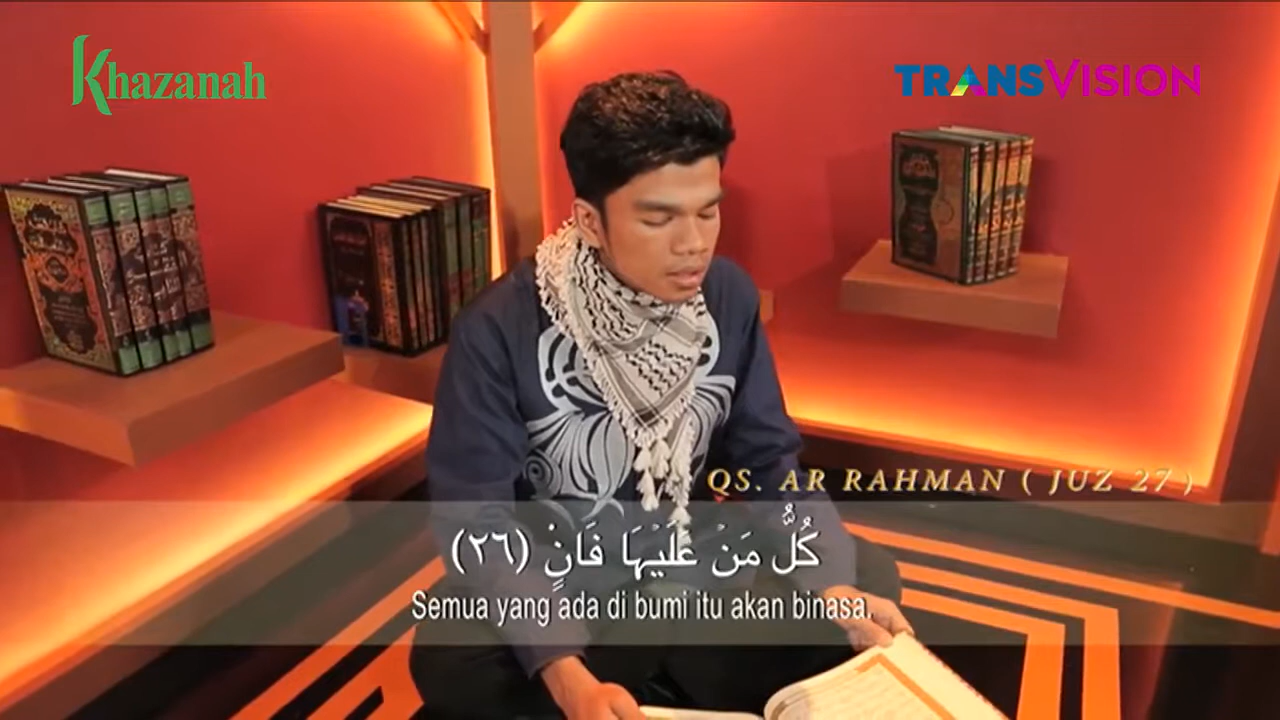 Khazanah
TRANSVISION
QS. AR RAHMAN ( JUZ 27 )
كُلُّ مَنْ عَلَيْهَا فَانٍ ۟ (٢٦)
Semua yang ada di bumi itu akan binasa.